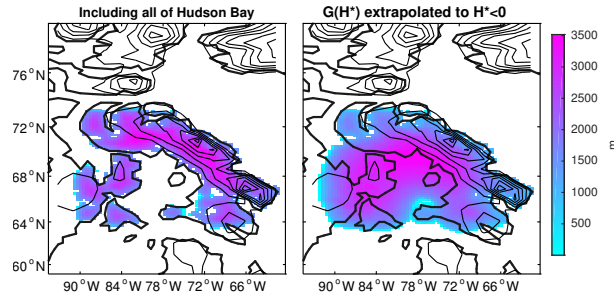 Including all of Hudson Bay
G(H*) extrapolated to H*<0
76°N
72°N
68°N
64°N
60°N
90°W 84°W 78°W 72°W 66°W
90°W 84°W 78°W 72°W 66°W
3500
3000
2500
2000
1500
1000
500
m